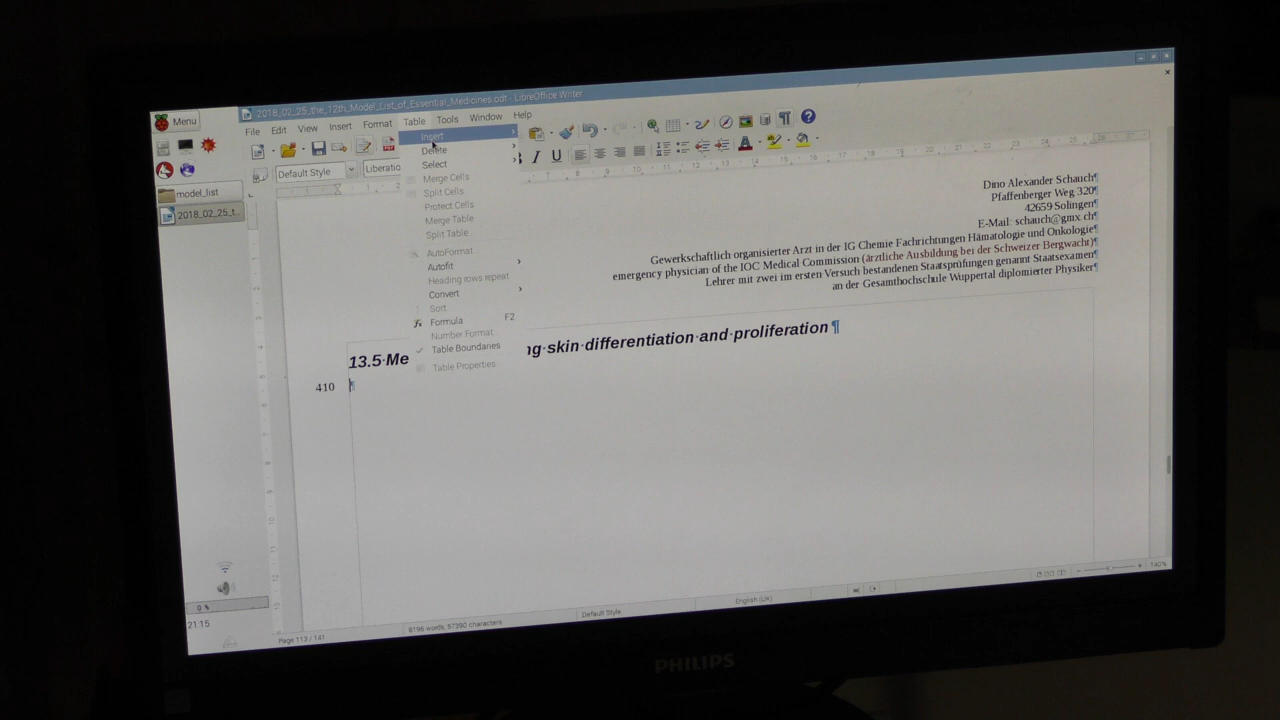 Menu
2018_02_25_the_12th_Model_List_of_Essential_Medicines.odt - LibreOffice Writer
File Edit View Insert Format Table Tools Window Help
Default Style
Liberatio
model_list
2018_02_25_t...
Insert
Delete
Select
Merge Cells
Split Cells
Protect Cells
Merge Table
Split Table
AutoFormat
Autofit
Heading rows repeat
Convert
Sort
Formula F2
Number Format
Table Boundaries
Table Properties
Dino Alexander Schauch¶
Pfaffenberger Weg 320¶
42659 Solingen¶
E-Mail: schauch@gmx.ch¶
Gewerkschaftlich organisierter Arzt in der IG Chemie Fachrichtungen Hämatologie und Onkologie¶
emergency physician of the IOC Medical Commission (ärztliche Ausbildung bei der Schweizer Bergwacht)¶
Lehrer mit zwei im ersten Versuch bestandenen Staatsprüfungen genannt Staatsexamen¶
an der Gesamthochschule Wuppertal diplomierter Physiker¶
13.5·Me ng·skin·differentiation·and·proliferation¶
410 ¶
0 %
21:15
Page 113 / 141
8196 words, 57390 characters
Default Style
English (UK)
140%
PHILIPS